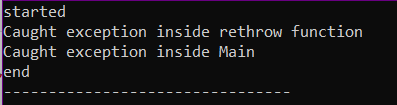 started
Caught exception inside rethrow function
Caught exception inside Main
end
--------------------------------